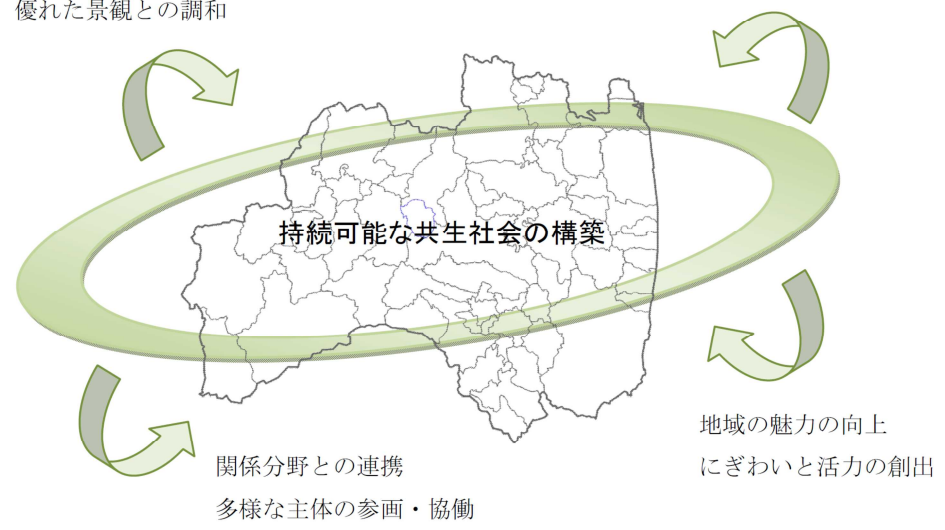 優れた景観との調和
持続可能な共生社会の構築
地域の魅力の向上
にぎわいと活力の創出
関係分野との連携
多様な主体の参画・協働